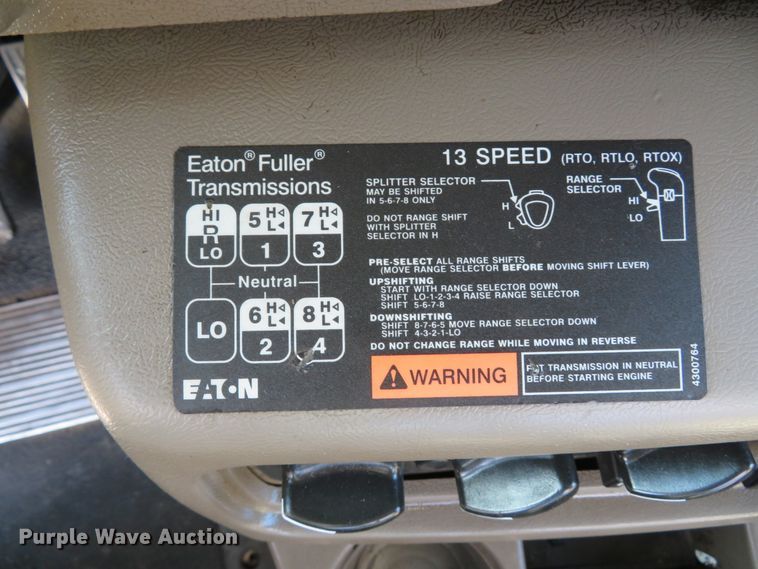 Eaton® Fuller®
Transmissions
13 SPEED (RTO, RTLO, RTOX)
SPLITTER SELECTOR
MAY BE SHIFTED
IN 5-6-7-8 ONLY
DO NOT RANGE SHIFT
WITH SPLITTER
SELECTOR IN H
H
L
RANGE
SELECTOR
HI
LO
HI
R
LO
5 H L
1
7 H L
3
Neutral
LO
6 H L
2
8 H L
4
PRE-SELECT ALL RANGE SHIFTS
(MOVE RANGE SELECTOR BEFORE MOVING SHIFT LEVER)
UPSHIFTING
START WITH RANGE SELECTOR DOWN
SHIFT LO-1-2-3-4 RAISE RANGE SELECTOR
SHIFT 5-6-7-8
DOWNSHIFTING
SHIFT 8-7-6-5 MOVE RANGE SELECTOR DOWN
SHIFT 4-3-2-1-LO
DO NOT CHANGE RANGE WHILE MOVING IN REVERSE
EATON
WARNING
PUT TRANSMISSION IN NEUTRAL
BEFORE STARTING ENGINE
4300764
Purple Wave Auction